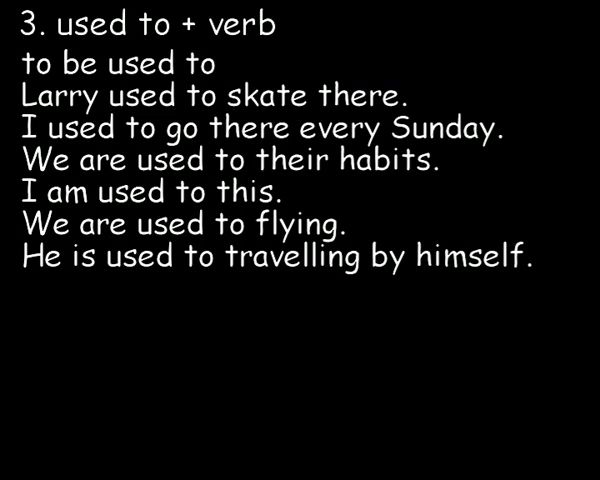 3. used to + verb
to be used to
Larry used to skate there.
I used to go there every Sunday.
We are used to their habits.
I am used to this.
We are used to flying.
He is used to travelling by himself.